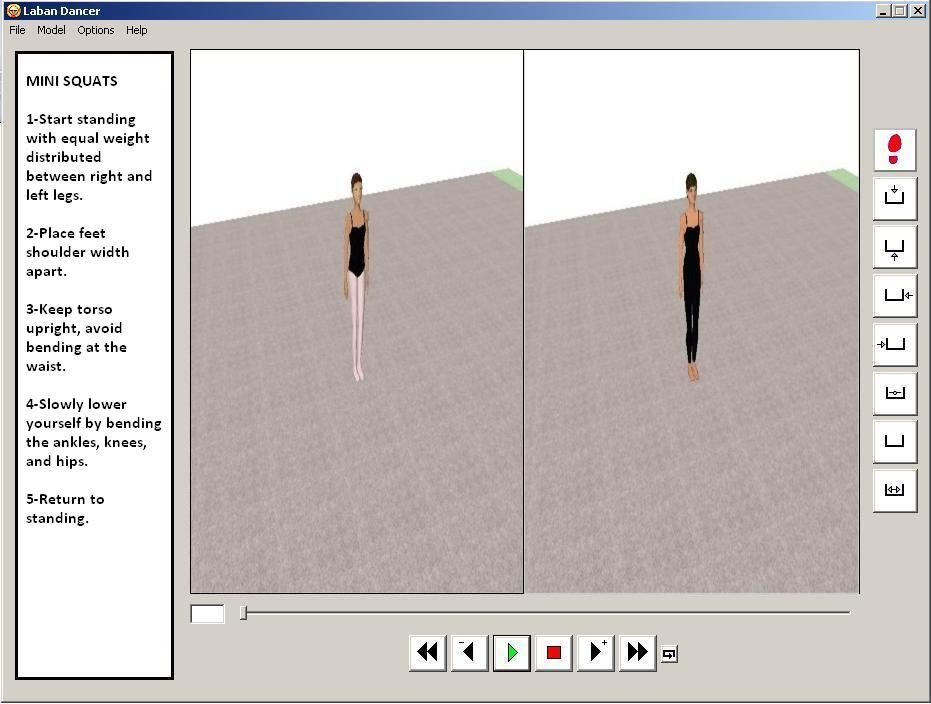 Laban Dancer
File Model Options Help
MINI SQUATS
1-Start standing
with equal weight
distributed
between right and
left legs.
2-Place feet
shoulder width
apart.
3-Keep torso
upright, avoid
bending at the
waist.
4-Slowly lower
yourself by bending
the ankles, knees,
and hips.
5-Return to
standing.